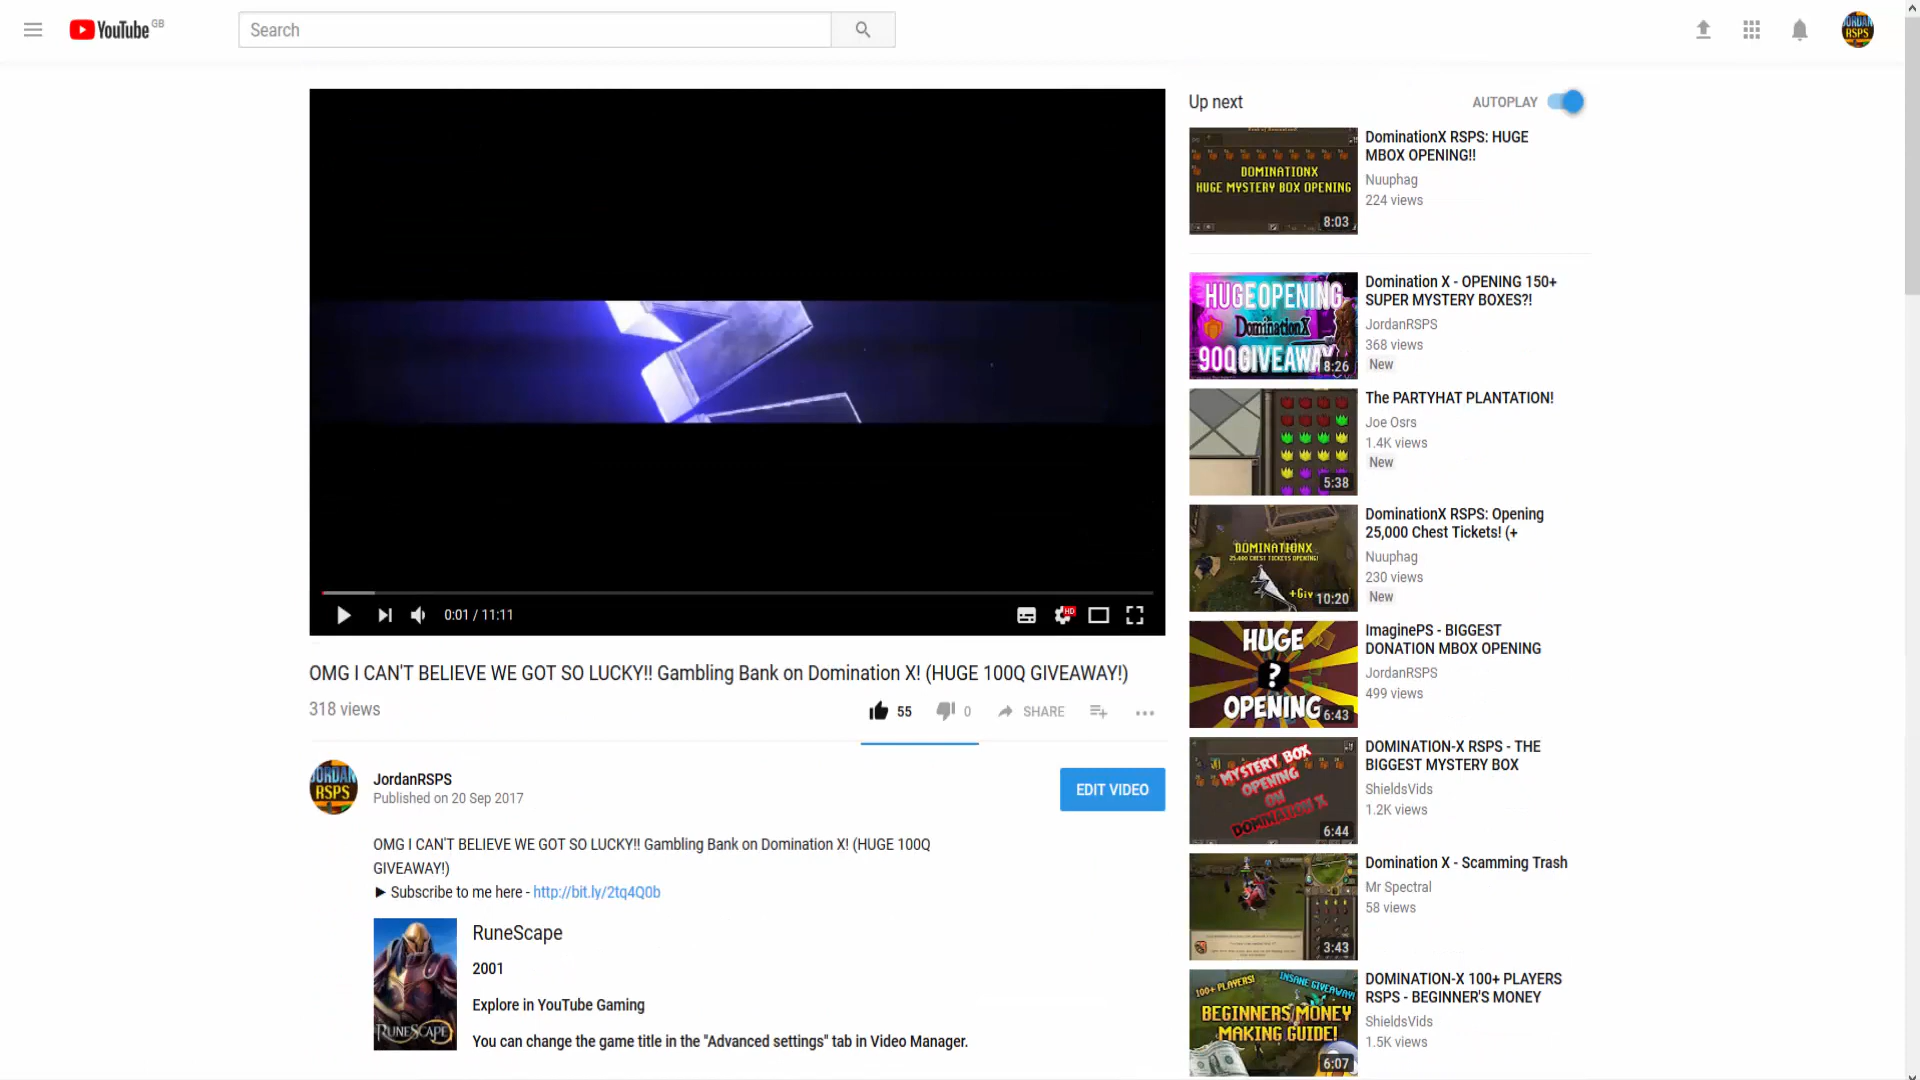 YouTube GB
Search
JORDAN
RSPS
0:01 / 11:11
HD
OMG I CAN'T BELIEVE WE GOT SO LUCKY!! Gambling Bank on Domination X! (HUGE 100Q GIVEAWAY!)
318 views
55
0
SHARE
JORDAN
RSPS
JordanRSPS
Published on 20 Sep 2017
EDIT VIDEO
OMG I CAN'T BELIEVE WE GOT SO LUCKY!! Gambling Bank on Domination X! (HUGE 100Q
GIVEAWAY!)
► Subscribe to me here - http://bit.ly/2tq4Q0b
RUNESCAPE
RuneScape
2001
Explore in YouTube Gaming
You can change the game title in the "Advanced settings" tab in Video Manager.
Up next
AUTOPLAY
DOMINATIONX
HUGE MYSTERY BOX OPENING
8:03
DominationX RSPS: HUGE
MBOX OPENING!!
Nuuphag
224 views
HUGE OPENING
DominationX
90Q GIVEAWAY
8:26
Domination X - OPENING 150+
SUPER MYSTERY BOXES?!
JordanRSPS
368 views
New
5:38
The PARTYHAT PLANTATION!
Joe Osrs
1.4K views
New
DOMINATIONX
25,000 CHEST TICKETS OPENING!
+Giv
10:20
DominationX RSPS: Opening
25,000 Chest Tickets! (+
Nuuphag
230 views
New
HUGE
?
OPENING
6:43
ImaginePS - BIGGEST
DONATION MBOX OPENING
JordanRSPS
499 views
MYSTERY BOX
OPENING
ON
DOMINATION X
6:44
DOMINATION-X RSPS - THE
BIGGEST MYSTERY BOX
ShieldsVids
1.2K views
3:43
Domination X - Scamming Trash
Mr Spectral
58 views
100+ PLAYERS!
INSANE GIVEAWAY!
BEGINNERS MONEY
MAKING GUIDE!
6:07
DOMINATION-X 100+ PLAYERS
RSPS - BEGINNER'S MONEY
ShieldsVids
1.5K views